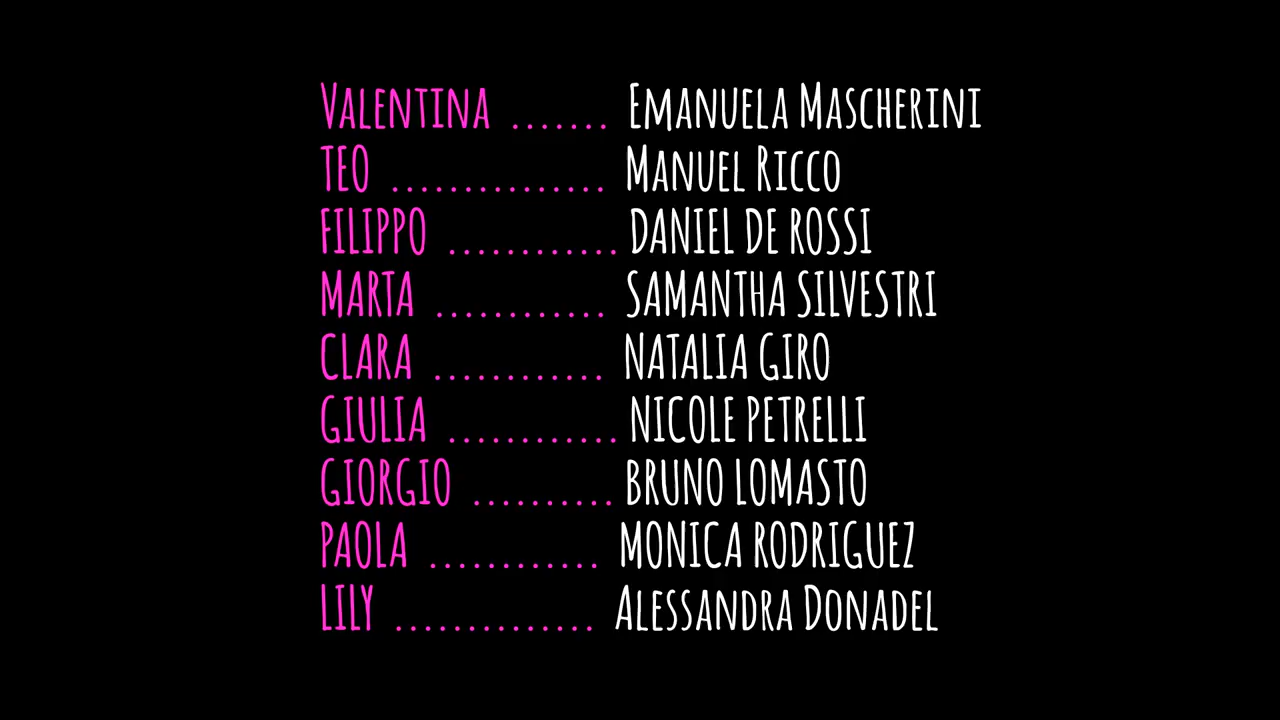 Valentina ....... Emanuela Mascherini
TEO ............... Manuel Ricco
FILIPPO ............ DANIEL DE ROSSI
MARTA ............ SAMANTHA SILVESTRI
CLARA ............ NATALIA GIRO
GIULIA ............ NICOLE PETRELLI
GIORGIO .......... BRUNO LOMASTO
PAOLA ............ MONICA RODRIGUEZ
LILY .............. Alessandra Donadel